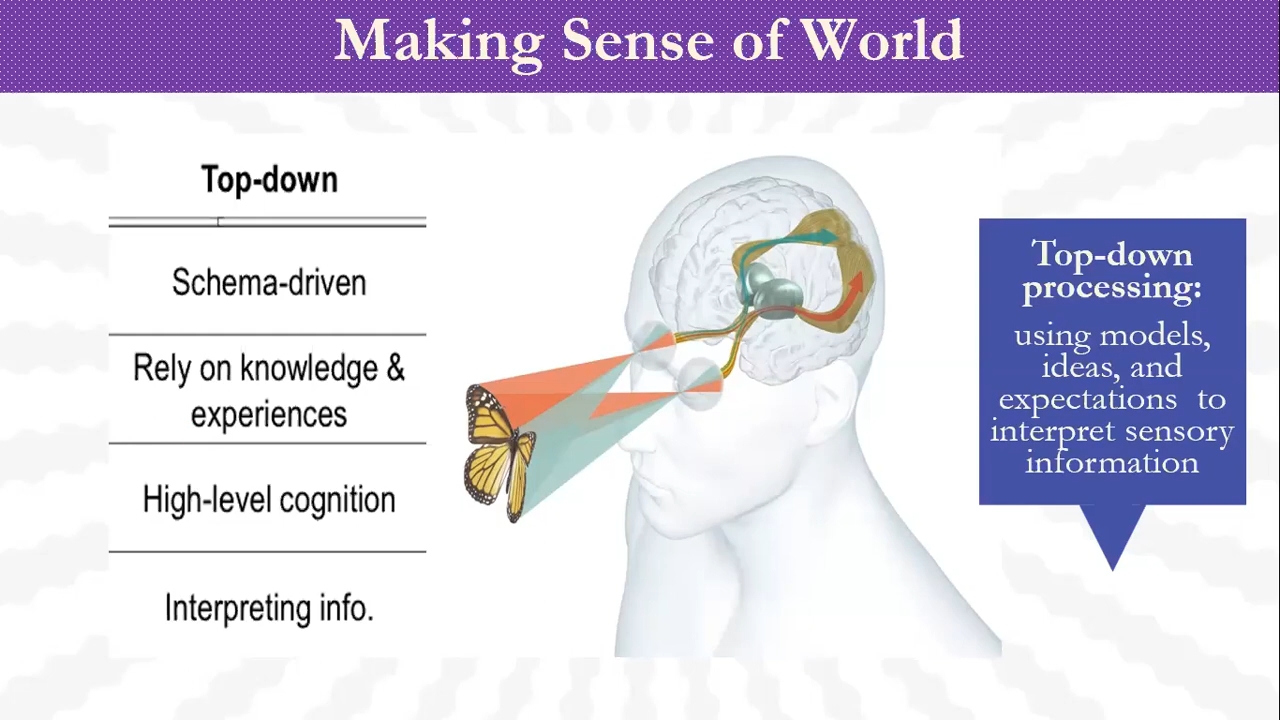 Making Sense of World
Top-down
Schema-driven
Rely on knowledge &
experiences
High-level cognition
Interpreting info.
Top-down
processing:
using models,
ideas, and
expectations to
interpret sensory
information